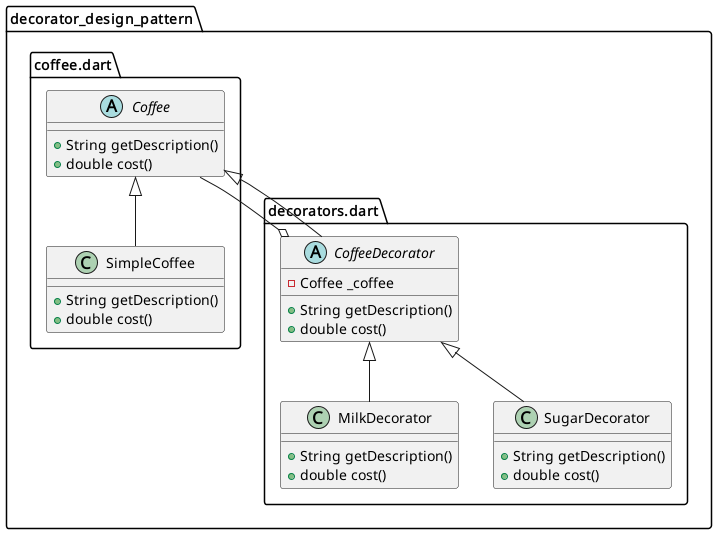 decorator_design_pattern
coffee.dart
A Coffee
String getDescription()
double cost()
C SimpleCoffee
String getDescription()
double cost()
decorators.dart
A CoffeeDecorator
Coffee _coffee
String getDescription()
double cost()
C MilkDecorator
String getDescription()
double cost()
C SugarDecorator
String getDescription()
double cost()